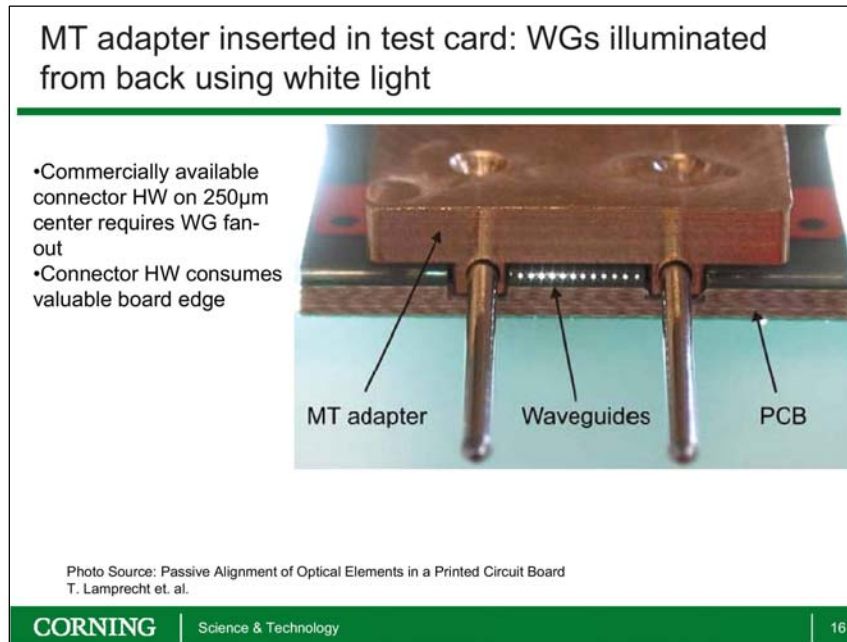 MT adapter inserted in test card: WGs illuminated
from back using white light
•Commercially available
connector HW on 250µm
center requires WG fan-
out
•Connector HW consumes
valuable board edge
MT adapter
Waveguides
PCB
Photo Source: Passive Alignment of Optical Elements in a Printed Circuit Board
T. Lamprecht et. al.
CORNING
Science & Technology
16